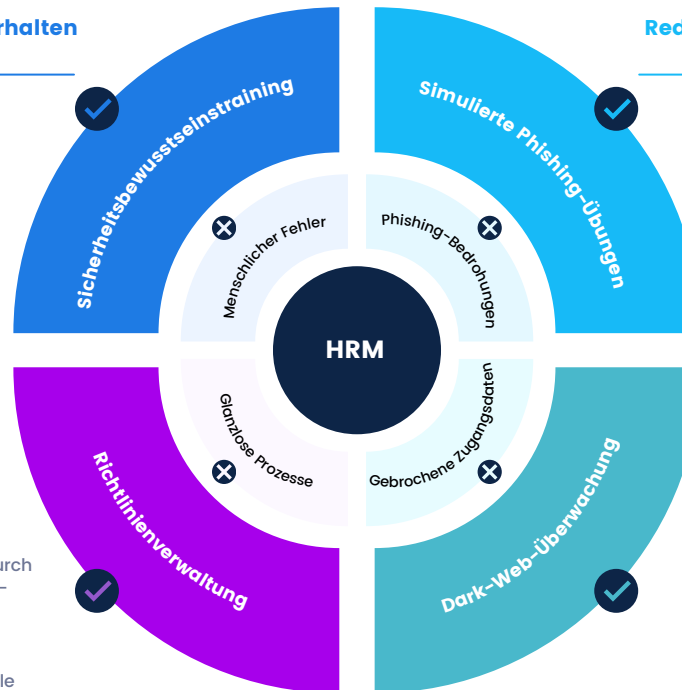 rhalten
Red
Sicherheitsbewusstseinstraining
Simulierte Phishing-Übungen
Menschlicher Fehler
Phishing-Bedrohungen
HRM
Glanzlose Prozesse
Gebrochene Zugangsdaten
Richtlinienverwaltung
Dark-Web-Überwachung
urch
–
le